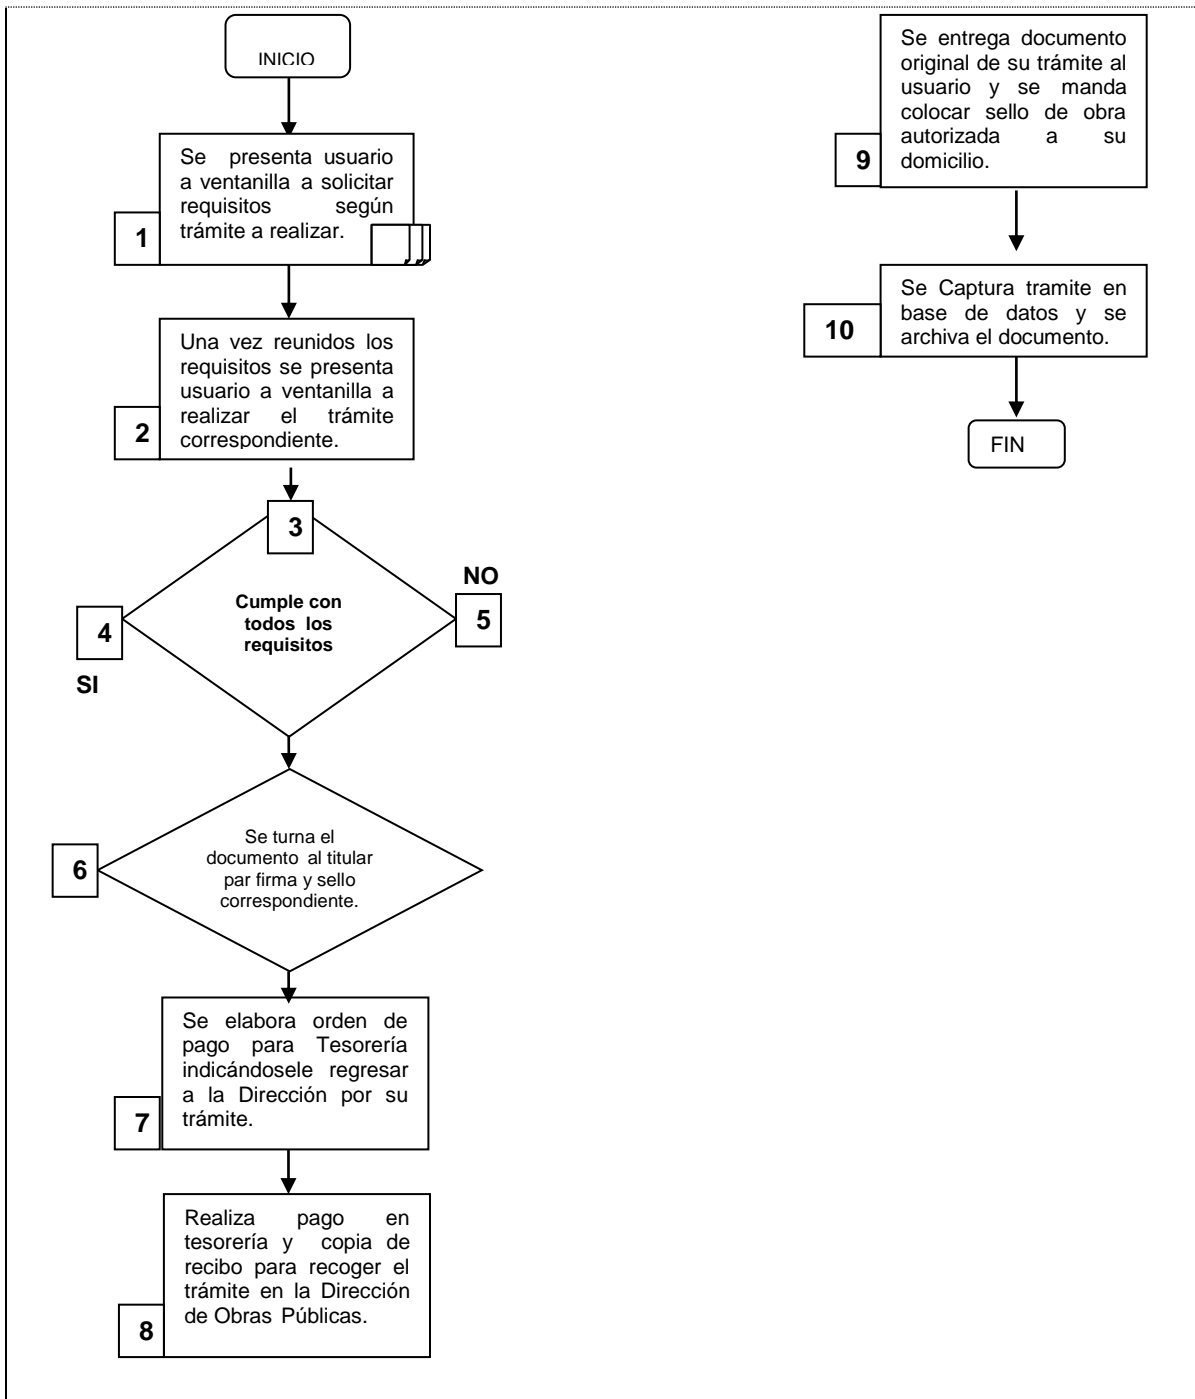 INICIO
Se presenta usuario
a ventanilla a solicitar
requisitos según
trámite a realizar.
1
Una vez reunidos los
requisitos se presenta
usuario a ventanilla a
realizar el trámite
correspondiente.
2
3
Cumple con
todos los
requisitos
4
SI
NO
5
Se turna el
documento al titular
par firma y sello
correspondiente.
6
Se elabora orden de
pago para Tesorería
indicándosele regresar
a la Dirección por su
trámite.
7
Realiza pago en
tesorería y copia de
recibo para recoger el
trámite en la Dirección
de Obras Públicas.
8
Se entrega documento
original de su trámite al
usuario y se manda
colocar sello de obra
autorizada a su
domicilio.
9
Se Captura tramite en
base de datos y se
archiva el documento.
10
FIN